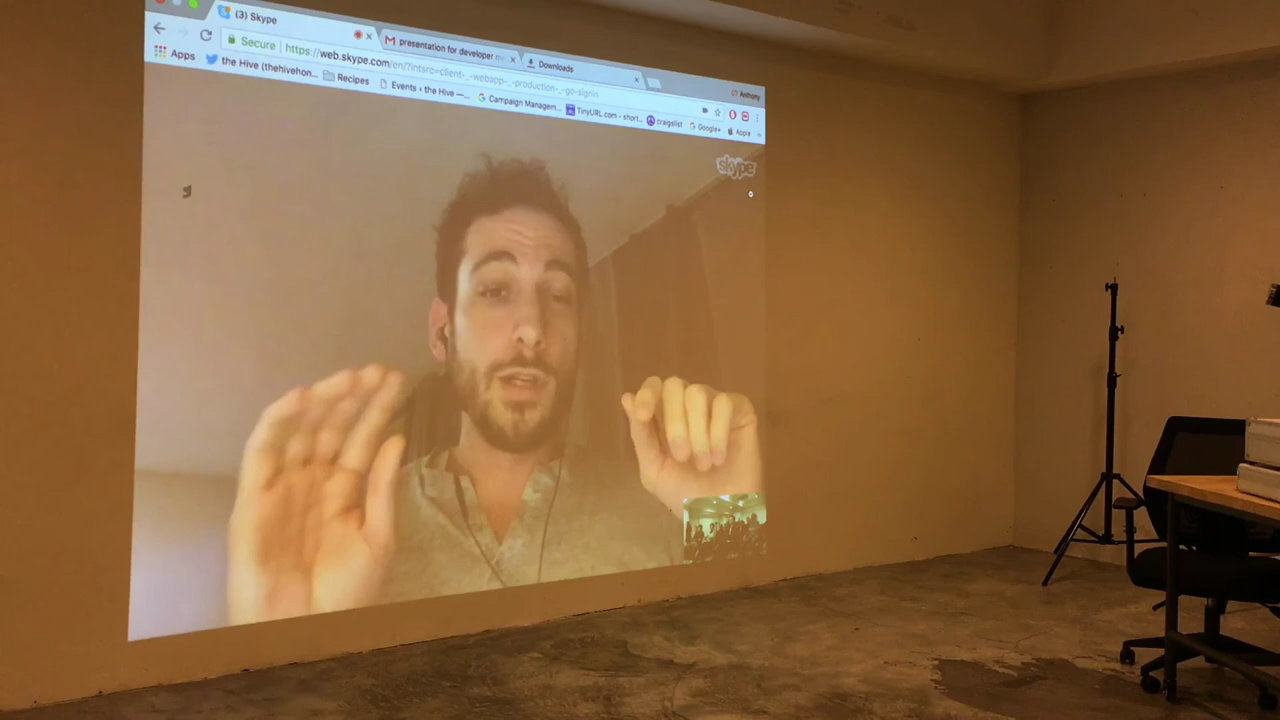 (3) Skype
presentation for developer m
Downloads
Anthony
Secure https://web.skype.com/en/?intsrc=client-_-webapp-_-production-_-go-signin
Apps the Hive (thehivehon... Recipes Events ‹ the Hive —... Campaign Managem... TinyURL.com - short... craigslist Google+ Apple
skype